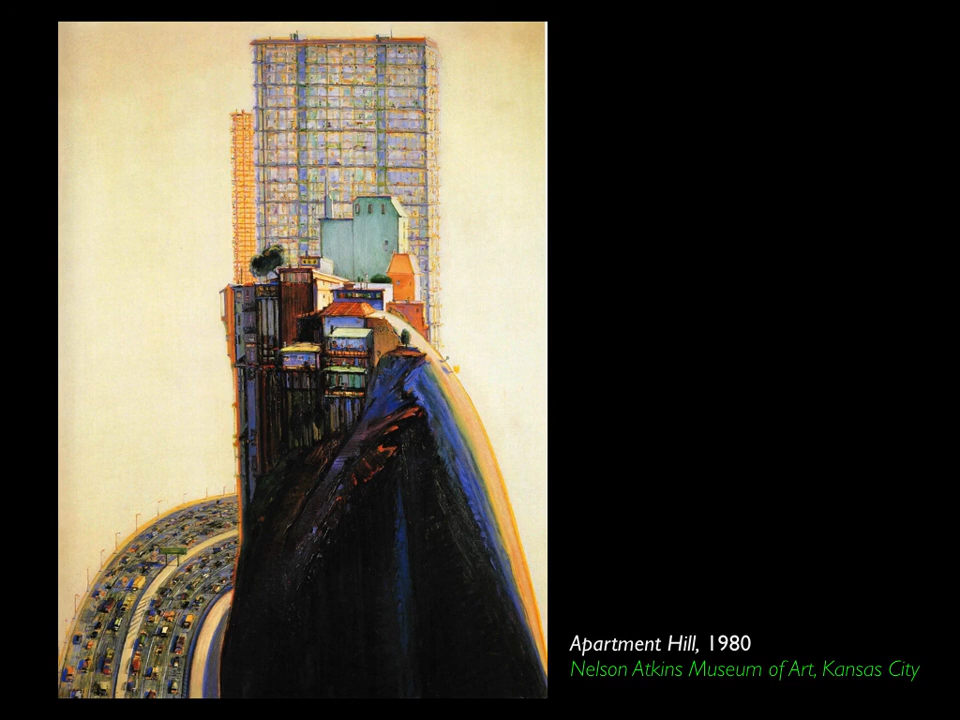 Apartment Hill, 1980
Nelson Atkins Museum of Art, Kansas City